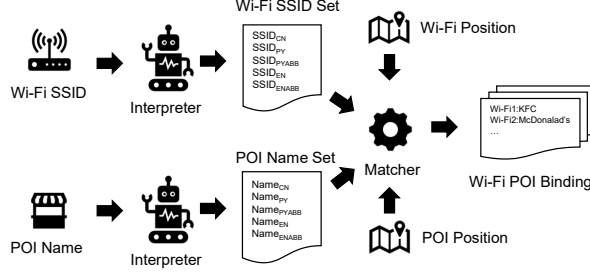 Wi-Fi SSID Set
SSIDCN
SSIDPY
SSIDPYABB
SSIDEN
SSIDENABB
Wi-Fi Position
Wi-Fi SSID
Interpreter
Wi-Fi1:KFC
Wi-Fi2:McDonalad's
...
POI Name Set
Matcher
Wi-Fi POI Binding
NameCN
NamePY
NamePYABB
NameEN
NameENABB
POI Name
Interpreter
POI Position